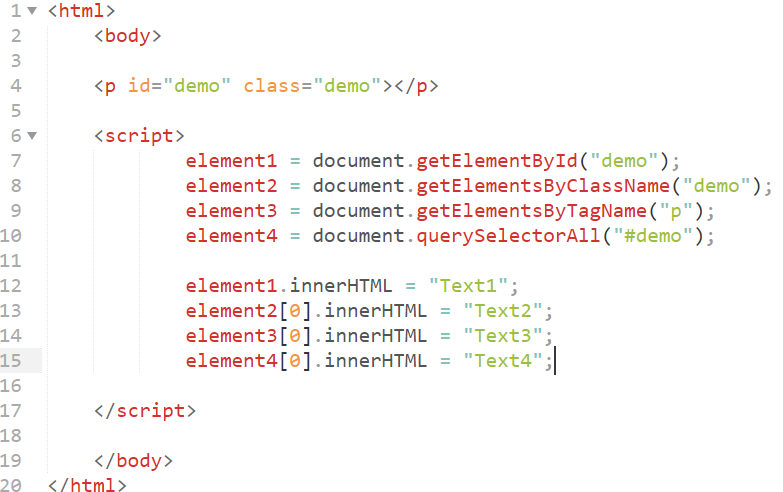 1 <html>
2     <body>
3
4     <p id="demo" class="demo"></p>
5
6     <script>
7             element1 = document.getElementById("demo");
8             element2 = document.getElementsByClassName("demo");
9             element3 = document.getElementsByTagName("p");
10             element4 = document.querySelectorAll("#demo");
11
12             element1.innerHTML = "Text1";
13             element2[0].innerHTML = "Text2";
14             element3[0].innerHTML = "Text3";
15             element4[0].innerHTML = "Text4";
16
17     </script>
18
19     </body>
20 </html>